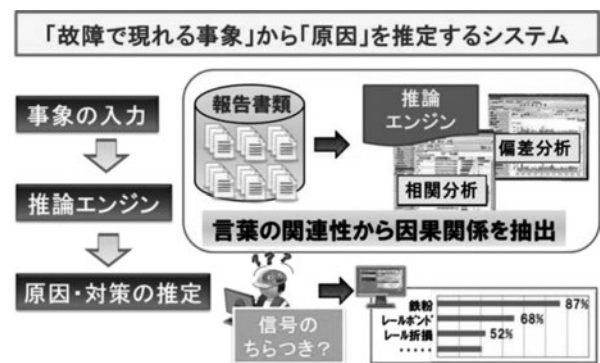 「故障で現れる事象」から「原因」を推定するシステム
事象の入力
推論エンジン
原因・対策の推定
報告書類
推論
エンジン
偏差分析
相関分析
言葉の関連性から因果関係を抽出
???
信号の
ちらつき?
鉄粉 87%
レールボンド 68%
レール折損 52%
・・・・・